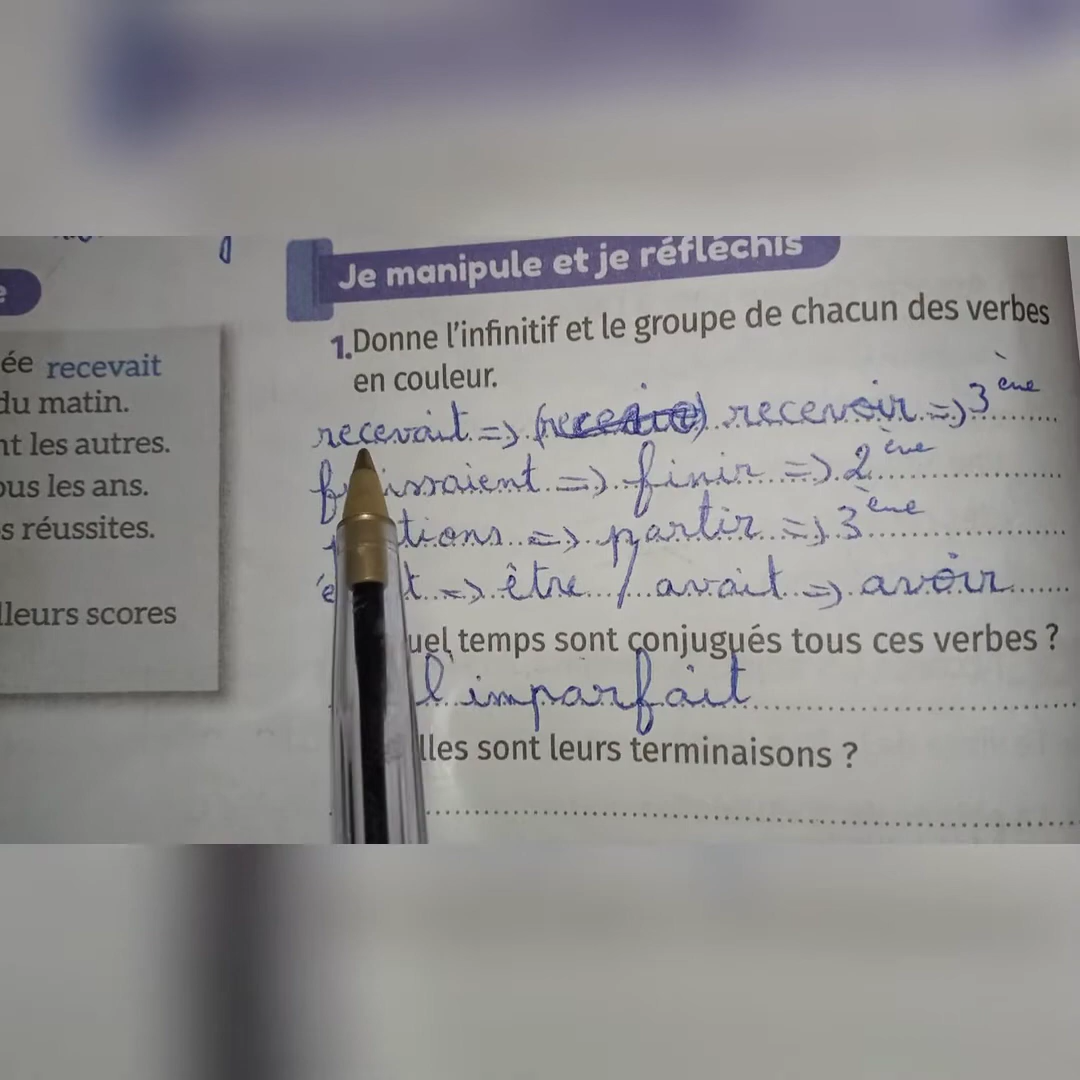 Je manipule et je réfléchis
1. Donne l'infinitif et le groupe de chacun des verbes
en couleur.
ée recevait
du matin.
nt les autres.
ous les ans.
s réussites.
lleurs scores
recevait => recevoir => 3ème
issaient => finir => 2ème
tions => partir => 3ème
t => être / avait => avoir
uel temps sont conjugués tous ces verbes ?
l'imparfait
lles sont leurs terminaisons ?